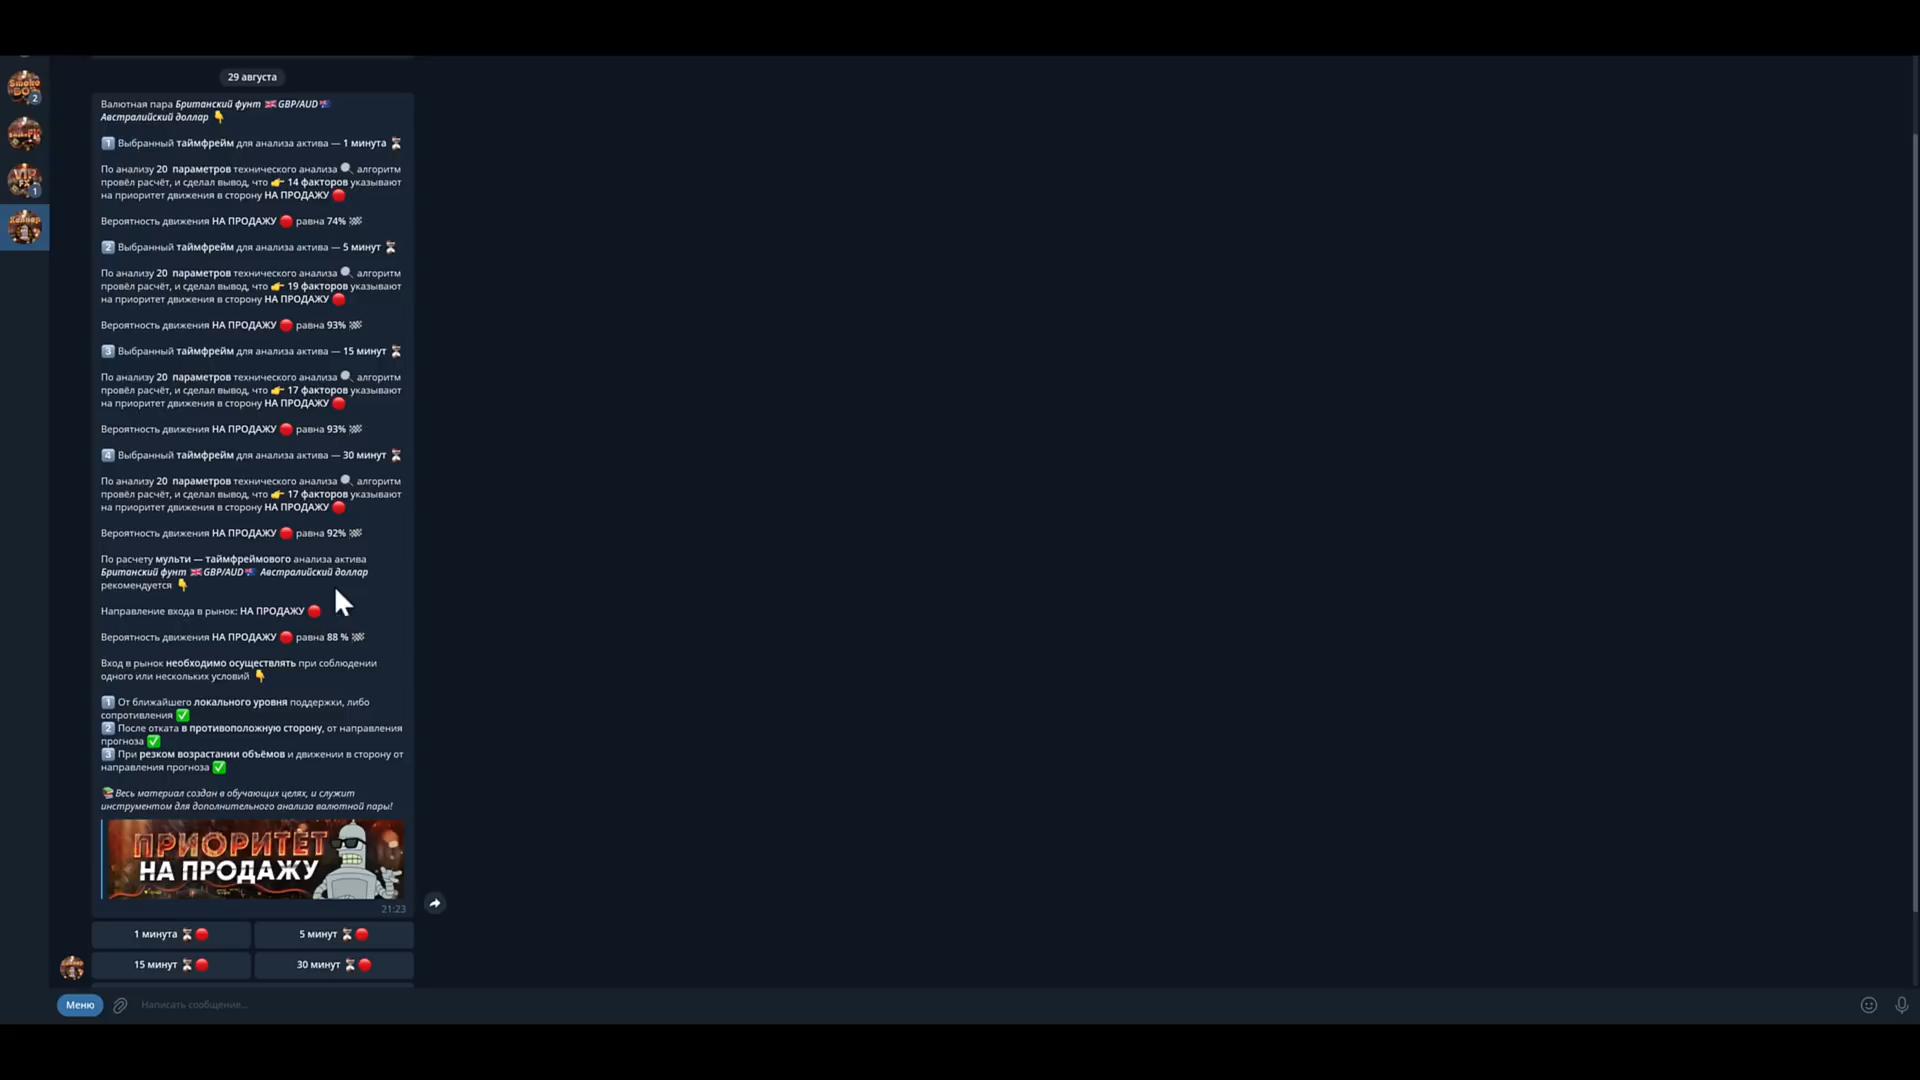 29 августа
Валютная пара Британский фунт 🇬🇧GBP/AUD🇦🇺
Австралийский доллар 👇
1️⃣ Выбранный таймфрейм для анализа актива — 1 минута ⏳
По анализу 20 параметров технического анализа 🔍 алгоритм
провёл расчёт, и сделал вывод, что 👉 14 факторов указывают
на приоритет движения в сторону НА ПРОДАЖУ 🔴
Вероятность движения НА ПРОДАЖУ 🔴 равна 74% 🏁
2️⃣ Выбранный таймфрейм для анализа актива — 5 минут ⏳
По анализу 20 параметров технического анализа 🔍 алгоритм
провёл расчёт, и сделал вывод, что 👉 19 факторов указывают
на приоритет движения в сторону НА ПРОДАЖУ 🔴
Вероятность движения НА ПРОДАЖУ 🔴 равна 93% 🏁
3️⃣ Выбранный таймфрейм для анализа актива — 15 минут ⏳
По анализу 20 параметров технического анализа 🔍 алгоритм
провёл расчёт, и сделал вывод, что 👉 17 факторов указывают
на приоритет движения в сторону НА ПРОДАЖУ 🔴
Вероятность движения НА ПРОДАЖУ 🔴 равна 93% 🏁
4️⃣ Выбранный таймфрейм для анализа актива — 30 минут ⏳
По анализу 20 параметров технического анализа 🔍 алгоритм
провёл расчёт, и сделал вывод, что 👉 17 факторов указывают
на приоритет движения в сторону НА ПРОДАЖУ 🔴
Вероятность движения НА ПРОДАЖУ 🔴 равна 92% 🏁
По расчету мульти — таймфреймового анализа актива
Британский фунт 🇬🇧GBP/AUD🇦🇺 Австралийский доллар
рекомендуется 👇
Направление входа в рынок: НА ПРОДАЖУ 🔴
Вероятность движения НА ПРОДАЖУ 🔴 равна 88 % 🏁
Вход в рынок необходимо осуществлять при соблюдении
одного или нескольких условий 👇
1️⃣ От ближайшего локального уровня поддержки, либо
сопротивления ✅
2️⃣ После отката в противоположную сторону, от направления
прогноза ✅
3️⃣ При резком возрастании объёмов и движении в сторону от
направления прогноза ✅
📚Весь материал создан в обучающих целях, и служит
инструментом для дополнительного анализа валютной пары!
ПРИОРИТЕТ
НА ПРОДАЖУ
21:23
1 минута ⏳🔴
5 минут ⏳🔴
15 минут ⏳🔴
30 минут ⏳🔴
Меню
Написать сообщение...
2
1